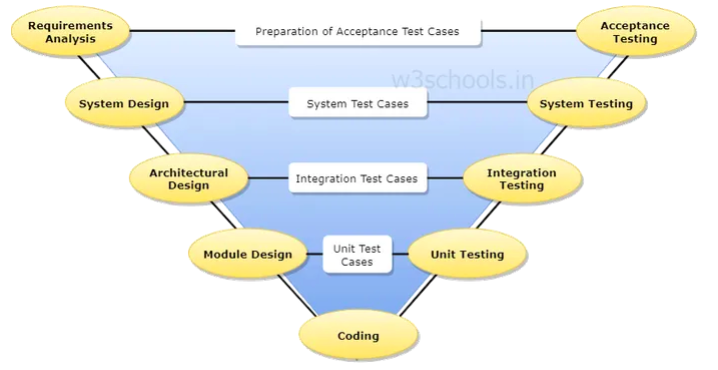 Requirements
Analysis
Preparation of Acceptance Test Cases
Acceptance
Testing
w3schools.in
System Design
System Test Cases
System Testing
Architectural
Design
Integration Test Cases
Integration
Testing
Module Design
Unit Test
Cases
Unit Testing
Coding